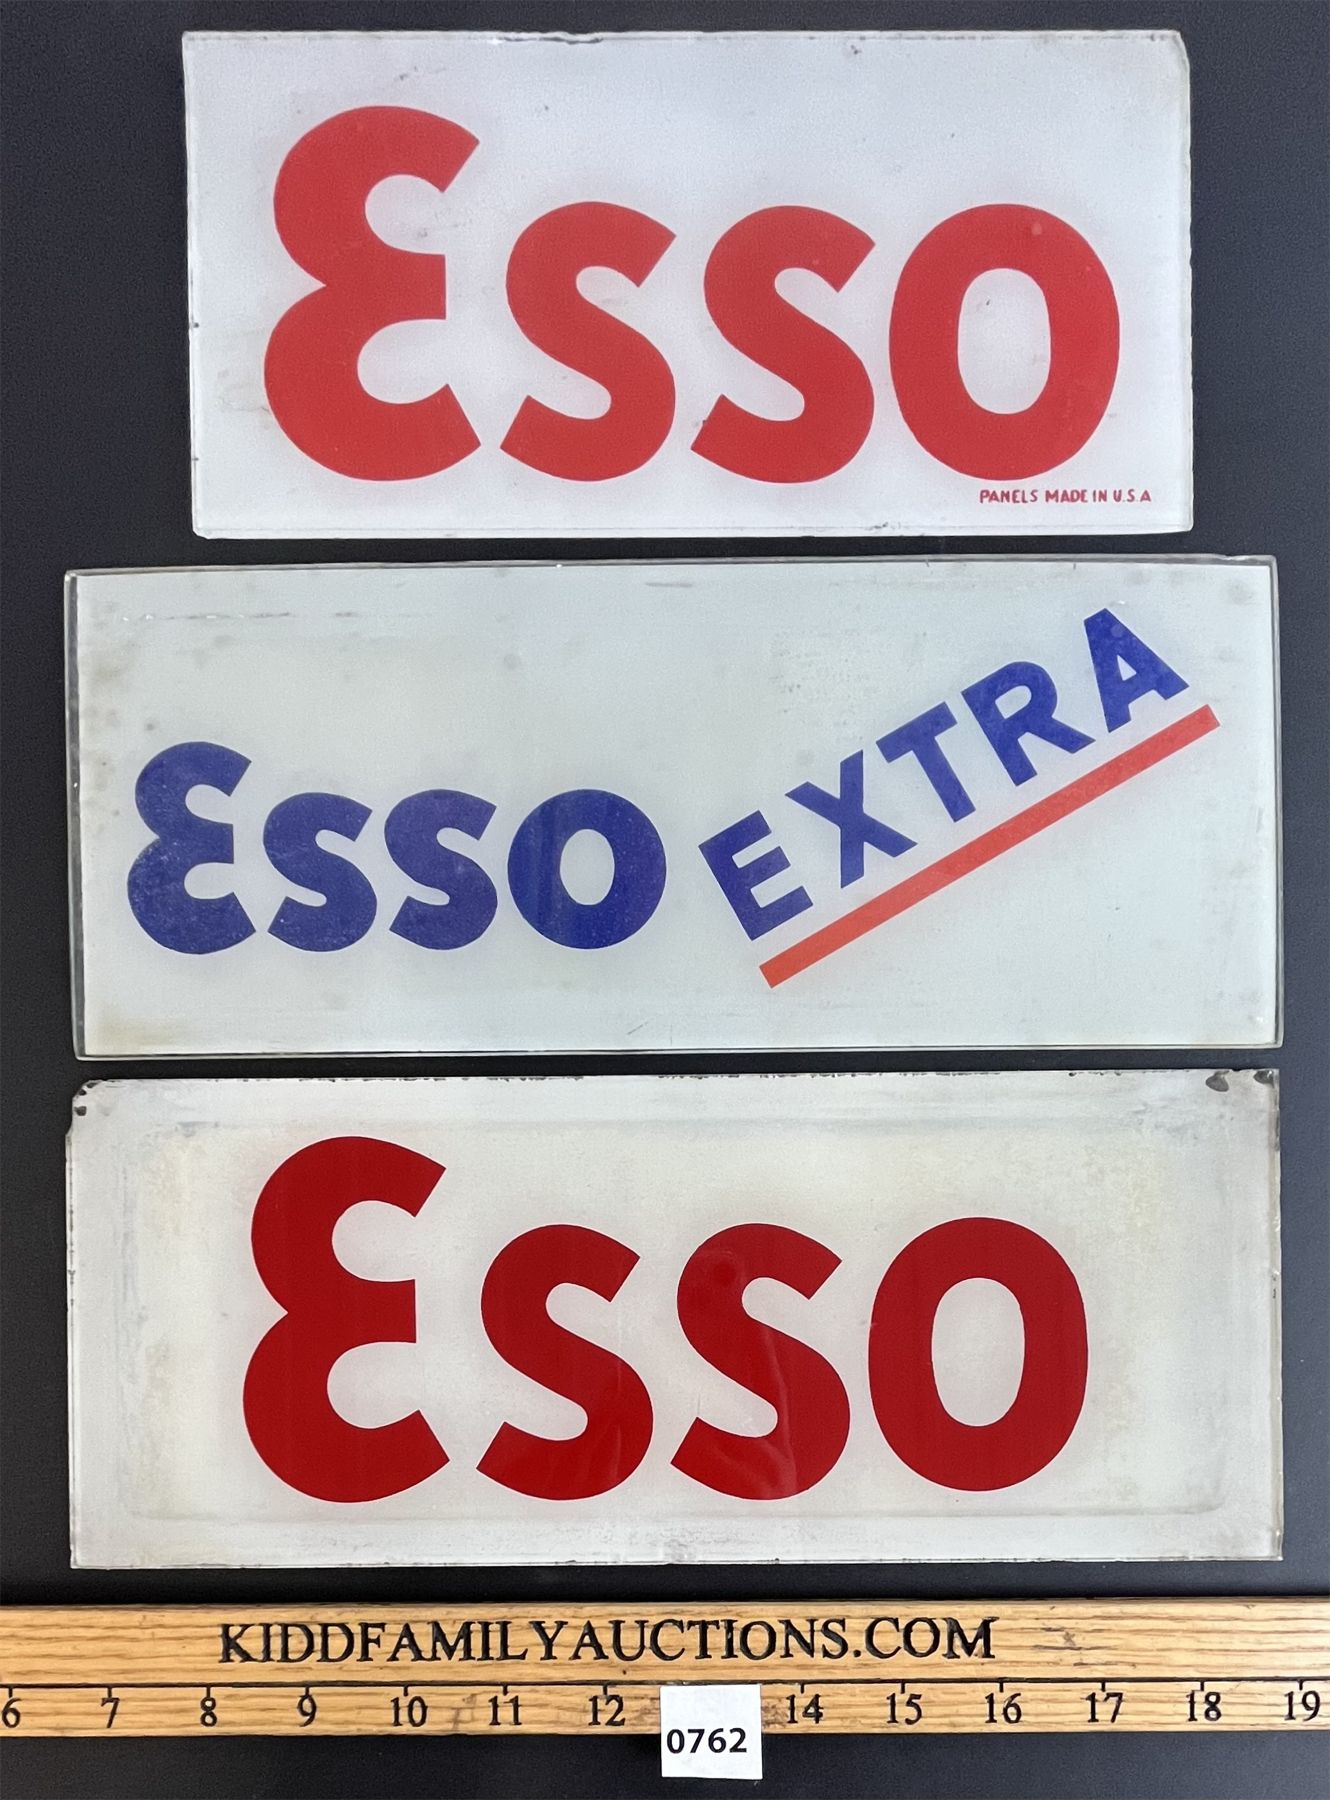 Esso
PANELS MADE IN U.S.A
Esso EXTRA
Esso
KIDDFAMILYAUCTIONS.COM
6 7 8 9 10 11 12 14 15 16 17 18 19
0762